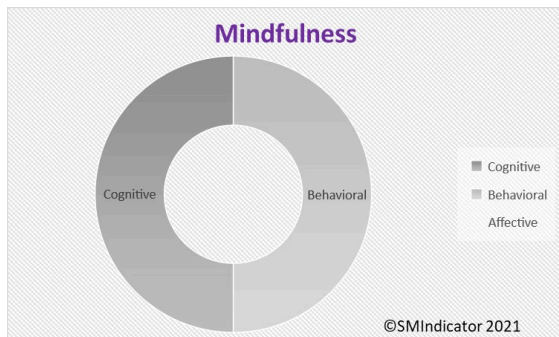 Mindfulness
Cognitive
Behavioral
Cognitive
Behavioral
Affective
©SMIndicator 2021